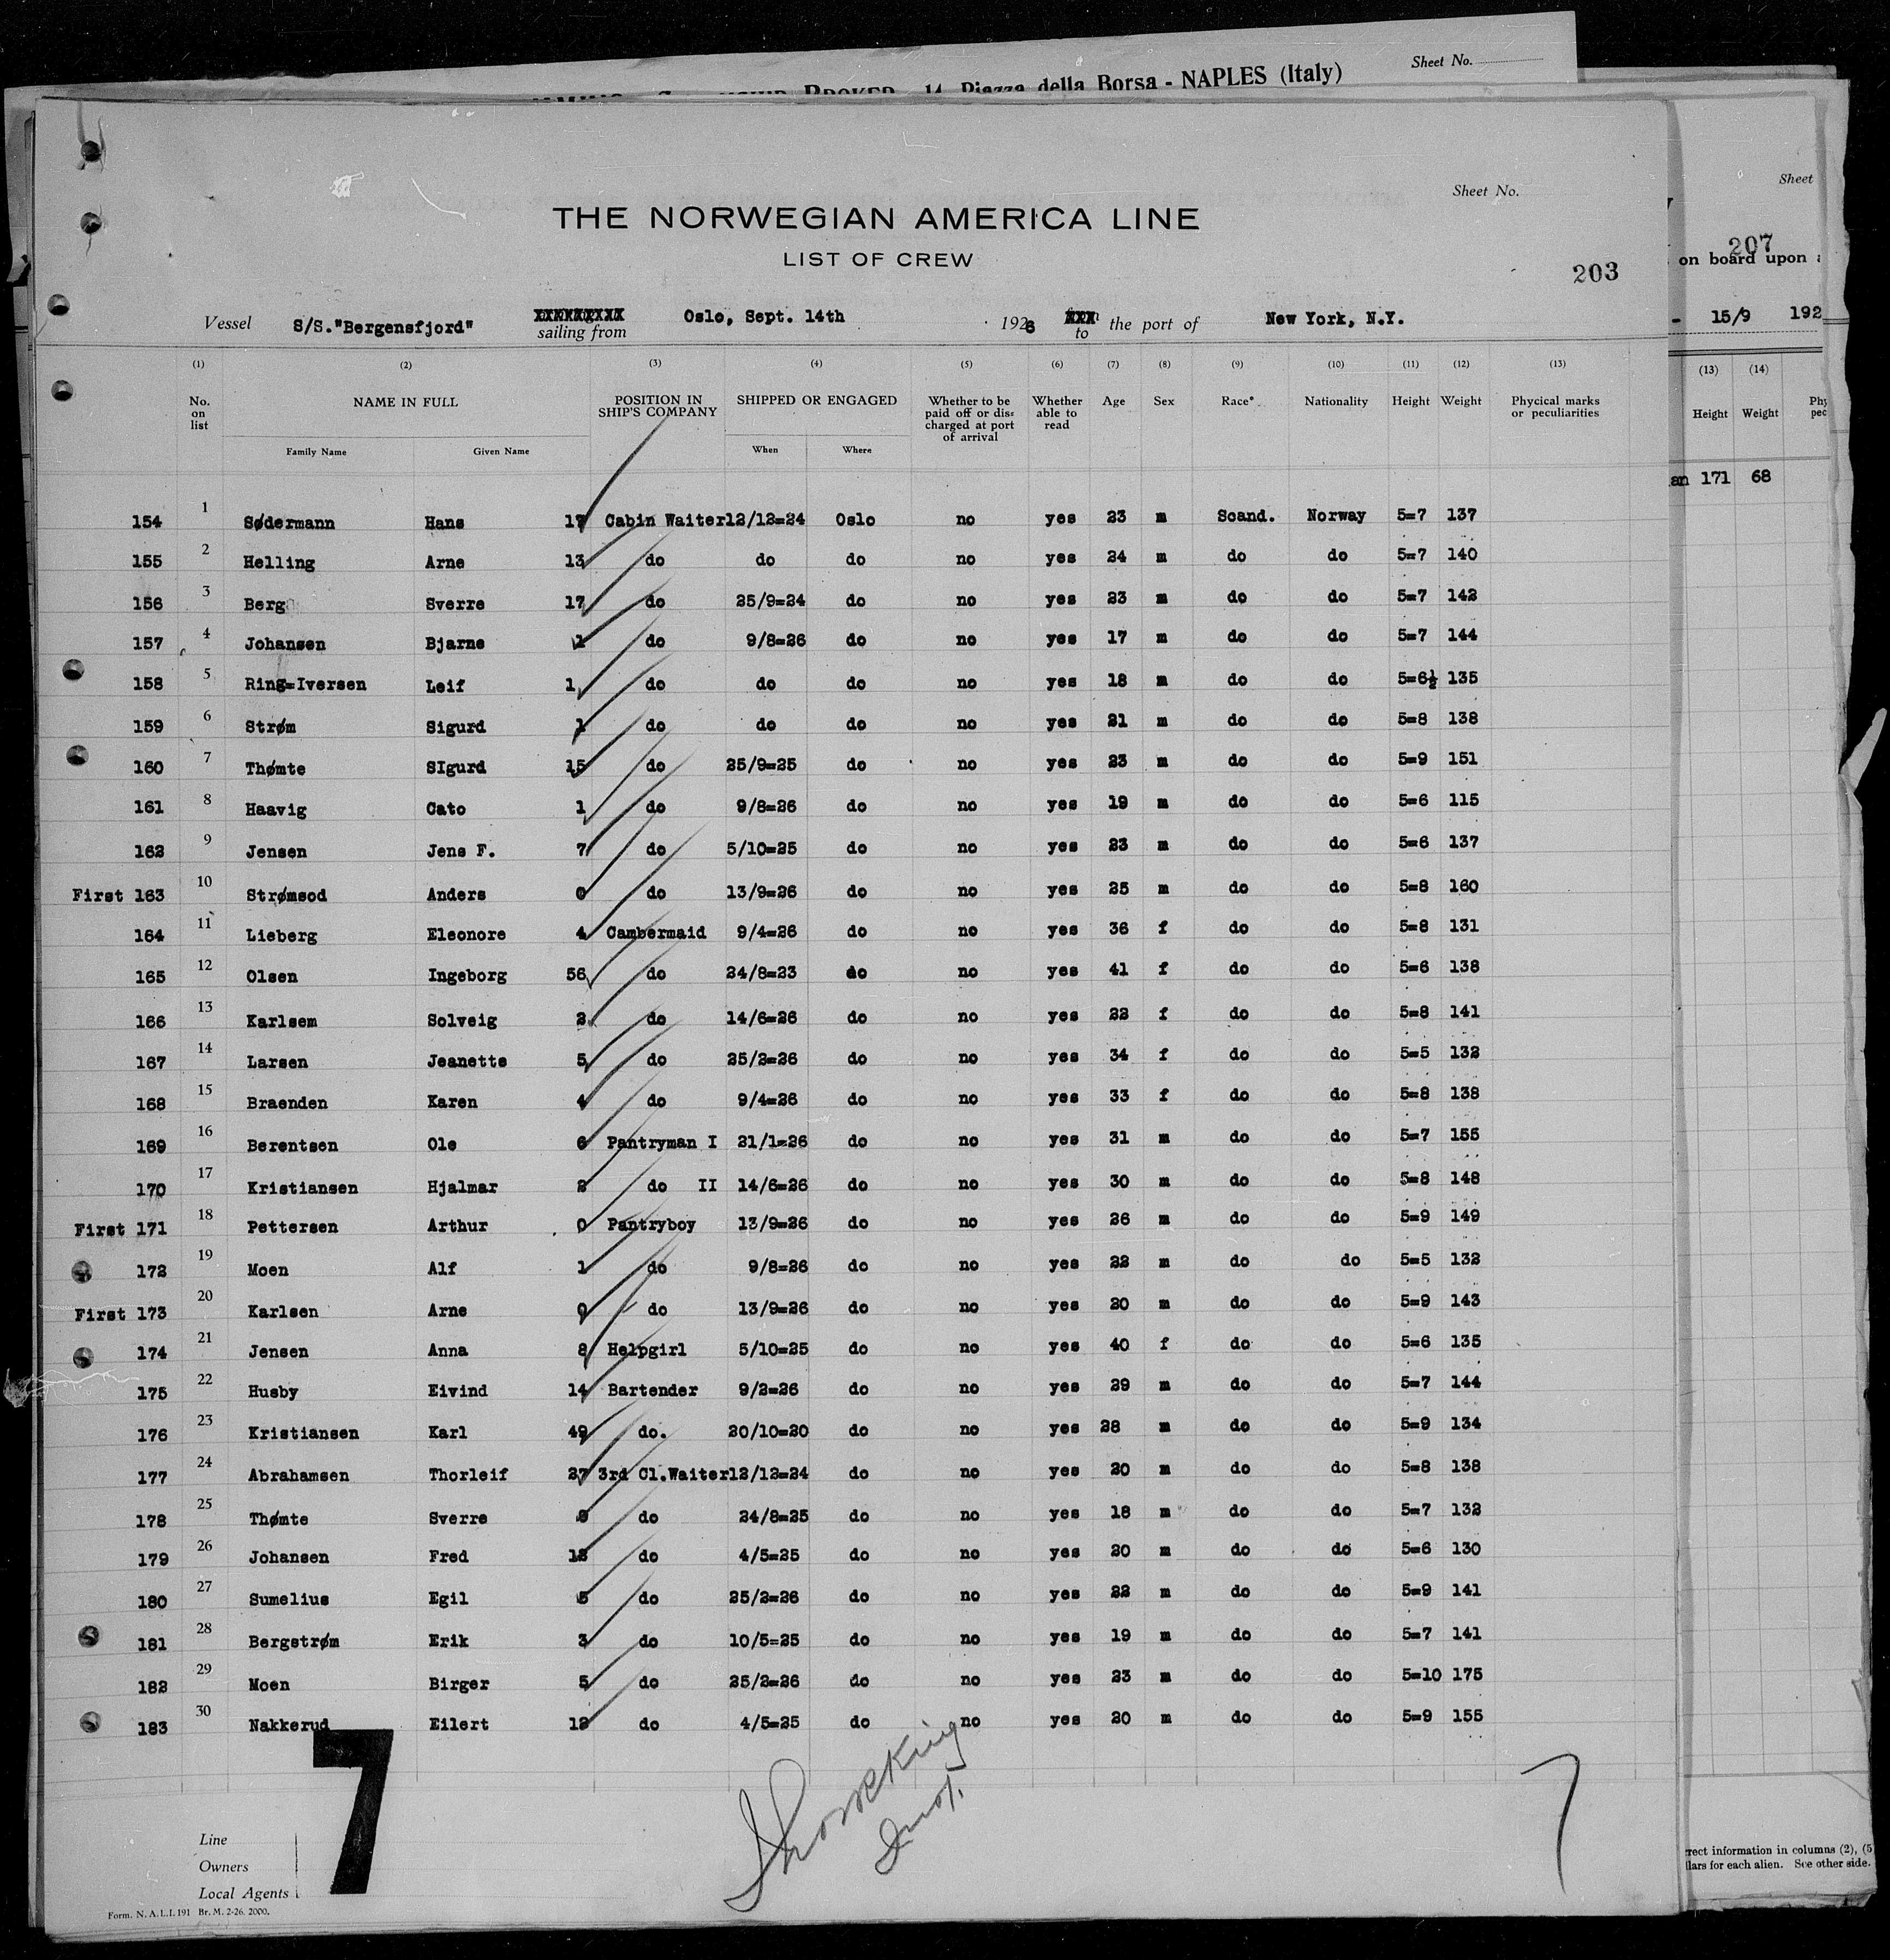 Sheet No.
14 Piazza della Borsa - NAPLES (Italy)
Sheet No.
Sheet
THE NORWEGIAN AMERICA LINE
LIST OF CREW
203
207
on board upon
Vessel S/S."Bergensfjord" sailing from Oslo, Sept. 14th 1926 to the port of New York, N.Y.
- 15/9 192
(1) (2) (3) (4) (5) (6) (7) (8) (9) (10) (11) (12) (13)
(13) (14)
No. on list NAME IN FULL POSITION IN SHIP'S COMPANY SHIPPED OR ENGAGED Whether to be paid off or dis= charged at port of arrival Whether able to read Age Sex Race* Nationality Height Weight Phycical marks or peculiarities
Height Weight
Family Name Given Name When Where
an 171 68
154 1 Sødermann Hans 17 Cabin Waiter 12/12=24 Oslo no yes 23 m Scand. Norway 5=7 137
155 2 Helling Arne 13 do do do no yes 24 m do do 5=7 140
156 3 Berg Sverre 17 do 25/9=24 do no yes 23 m do do 5=7 142
157 4 Johansen Bjarne 1 do 9/8=26 do no yes 17 m do do 5=7 144
158 5 Ring=Iversen Leif 1 do do do no yes 18 m do do 5=6½ 135
159 6 Strøm Sigurd 1 do do do no yes 21 m do do 5=8 138
160 7 Thømte SIgurd 15 do 25/9=25 do no yes 23 m do do 5=9 151
161 8 Haavig Cato 1 do 9/8=26 do no yes 19 m do do 5=6 115
162 9 Jensen Jens F. 7 do 5/10=25 do no yes 23 m do do 5=6 137
First 163 10 Strømsod Anders 0 do 13/9=26 do no yes 25 m do do 5=8 160
164 11 Lieberg Eleonore 4 Cambermaid 9/4=26 do no yes 36 f do do 5=8 131
165 12 Olsen Ingeborg 56 do 24/8=23 do no yes 41 f do do 5=6 138
166 13 Karlsem Solveig 2 do 14/6=26 do no yes 22 f do do 5=8 141
167 14 Larsen Jeanette 5 do 25/2=26 do no yes 34 f do do 5=5 132
168 15 Braenden Karen 4 do 9/4=26 do no yes 33 f do do 5=8 138
169 16 Berentsen Ole 6 Pantryman I 21/1=26 do no yes 31 m do do 5=7 155
170 17 Kristiansen Hjalmar 2 do II 14/6=26 do no yes 30 m do do 5=8 148
First 171 18 Pettersen Arthur 0 Pantryboy 13/9=26 do no yes 26 m do do 5=9 149
172 19 Moen Alf 1 do 9/8=26 do no yes 22 m do do 5=5 132
First 173 20 Karlsen Arne 0 do 13/9=26 do no yes 20 m do do 5=9 143
174 21 Jensen Anna 8 Helpgirl 5/10=25 do no yes 40 f do do 5=6 135
175 22 Husby Eivind 14 Bartender 9/2=26 do no yes 29 m do do 5=7 144
176 23 Kristiansen Karl 49 do. 20/10=20 do no yes 28 m do do 5=9 134
177 24 Abrahamsen Thorleif 27 3rd Cl.Waiter 12/12=24 do no yes 20 m do do 5=8 138
178 25 Thømte Sverre do 24/8=25 do no yes 18 m do do 5=7 132
179 26 Johansen Fred do 4/5=25 do no yes 20 m do do 5=6 130
180 27 Sumelius Egil 5 do 25/2=26 do no yes 22 m do do 5=9 141
181 28 Bergstrøm Erik 3 do 10/5=25 do no yes 19 m do do 5=7 141
182 29 Moen Birger 5 do 25/2=26 do no yes 23 m do do 5=10 175
183 30 Nakkerud Eilert 12 do 4/5=25 do no yes 20 m do do 5=9 155
7
7
Line
Owners
Local Agents
Form. N. A. L. I. 191 Br. M. 2-26. 2000.
rect information in columns (2), (5
llars for each alien. See other side.